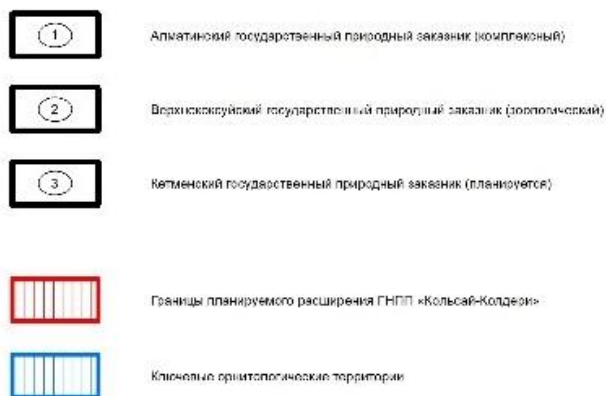 1 Алматинский государственный природный заказник (комплексный)
2 Верхнекоксуйский государственный природный заказник (зоологический)
3 Кетменский государственный природный заказник (планируется)
Границы планируемого расширения ГНПП «Кольсай-Колдери»
Ключевые орнитологические территории